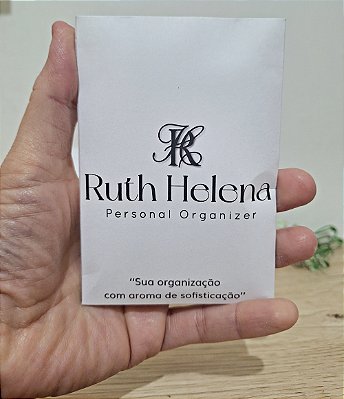 RH
Ruth Helena
Personal Organizer
"Sua organização
com aroma de sofisticação"